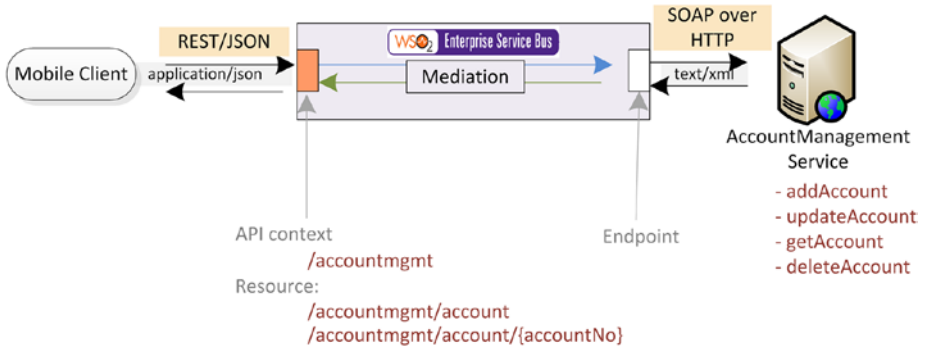 REST/JSON
Mobile Client
application/json
WSO2 Enterprise Service Bus
Mediation
SOAP over
HTTP
text/xml
AccountManagement
Service
- addAccount
- updateAccount
- getAccount
- deleteAccount
API context
/accountmgmt
Resource:
/accountmgmt/account
/accountmgmt/account/{accountNo}
Endpoint